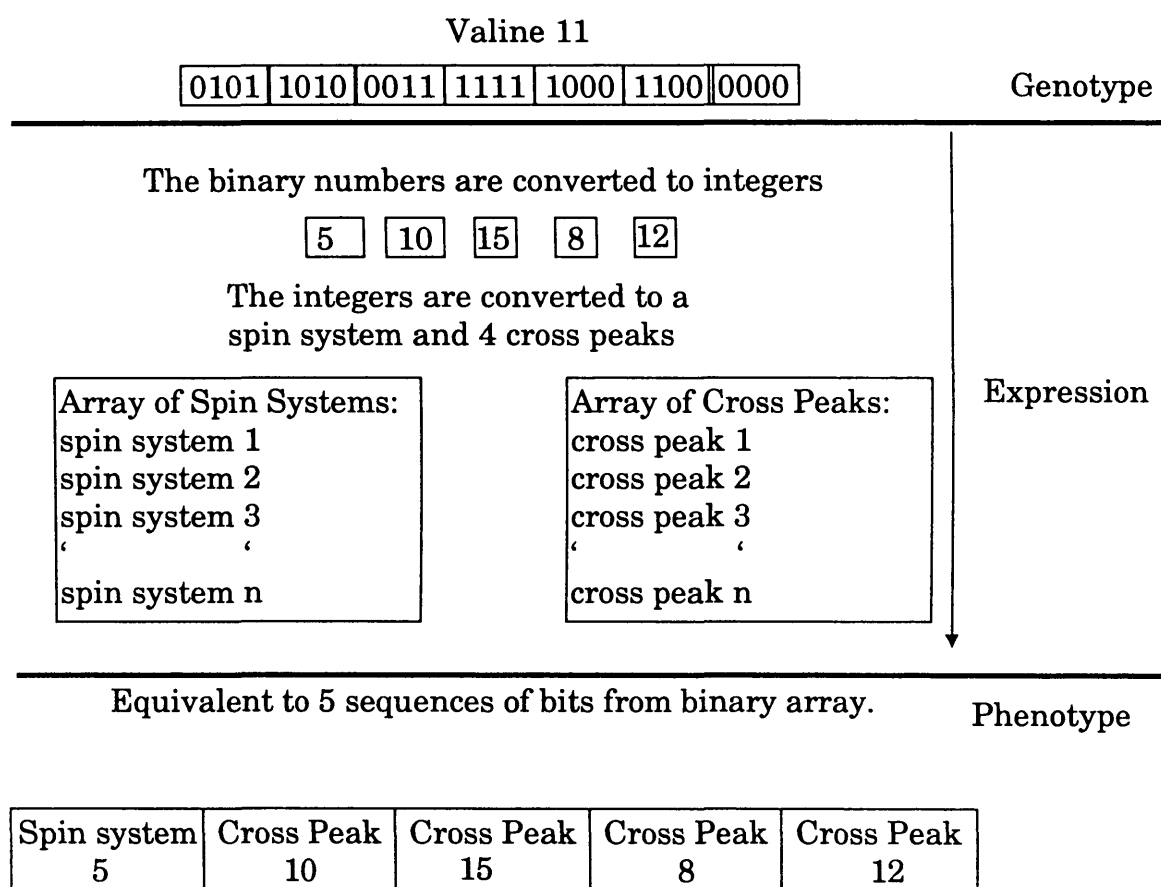 Valine 11
0101 1010 0011 1111 1000 1100 0000 Genotype
The binary numbers are converted to integers
5 10 15 8 12
The integers are converted to a
spin system and 4 cross peaks
Array of Spin Systems: Array of Cross Peaks: Expression
spin system 1 cross peak 1
spin system 2 cross peak 2
spin system 3 cross peak 3
‘ ‘ ‘ ‘
spin system n cross peak n
Equivalent to 5 sequences of bits from binary array. Phenotype
Spin system Cross Peak Cross Peak Cross Peak Cross Peak
5 10 15 8 12